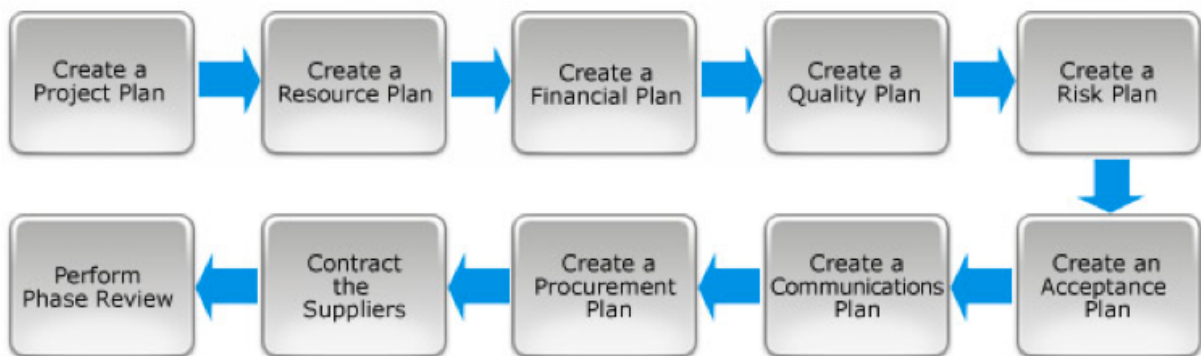 Create a
Project Plan
Create a
Resource Plan
Create a
Financial Plan
Create a
Quality Plan
Create a
Risk Plan
Create an
Acceptance
Plan
Create a
Communications
Plan
Create a
Procurement
Plan
Contract
the
Suppliers
Perform
Phase Review